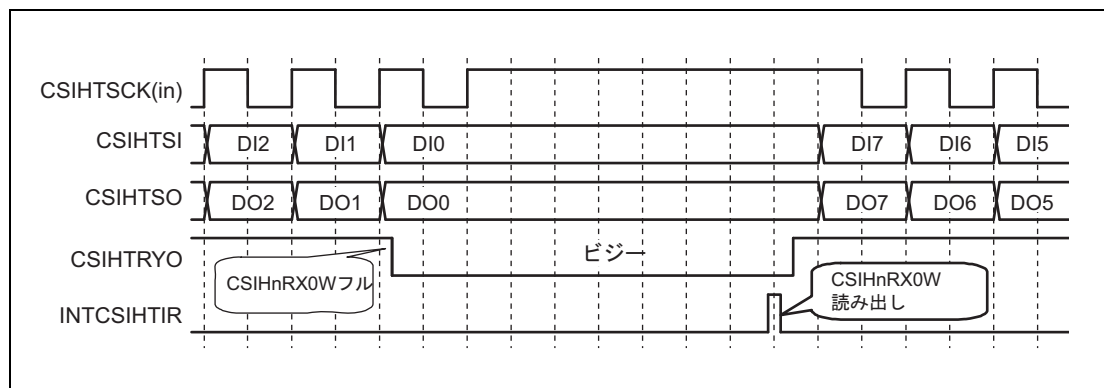 CSIHTSCK(in)
CSIHTSI
DI2 DI1 DI0 DI7 DI6 DI5
CSIHTSO
DO2 DO1 DO0 DO7 DO6 DO5
CSIHTRYO
ビジー
CSIHnRX0Wフル
CSIHnRX0W
読み出し
INTCSIHTIR